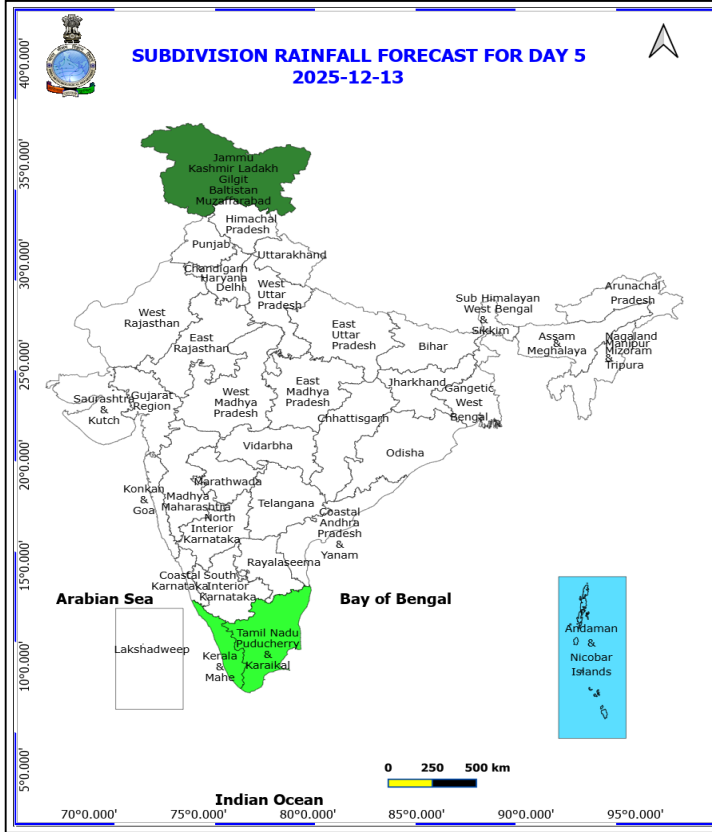 SUBDIVISION RAINFALL FORECAST FOR DAY 5
2025-12-13
40°0.000'
35°0.000'
30°0.000'
25°0.000'
20°0.000'
15°0.000'
10°0.000'
5°0.000'
Jammu
Kashmir Ladakh
Gilgit
Baltistan
Muzaffarabad
Himachal
Pradesh
Punjab
Uttarakhand
Chandigarh
Haryana
Delhi
West
Uttar
Pradesh
Arunachal
Pradesh
West
Rajasthan
Sub Himalayan
West Bengal
&
Sikkim
East
Rajasthan
East
Uttar
Pradesh
Bihar
Assam
&
Meghalaya
Nagaland
Manipur
Mizoram
&
Tripura
Saurashtra
&
Kutch
Gujarat
Region
West
Madhya
Pradesh
East
Madhya
Pradesh
Jharkhand
Gangetic
West
Bengal
Chhattisgarh
Vidarbha
Odisha
Konkan
&
Goa
Marathwada
Madhya
Maharashtra
Telangana
North
Interior
Karnataka
Coastal
Andhra
Pradesh
&
Yanam
Rayalaseema
Coastal
Karnataka
South
Interior
Karnataka
Arabian Sea
Bay of Bengal
Lakshadweep
Kerala
&
Mahe
Tamil Nadu
Puducherry
&
Karaikal
Andaman
&
Nicobar
Islands
0 250 500 km
Indian Ocean
70°0.000' 75°0.000' 80°0.000' 85°0.000' 90°0.000' 95°0.000'